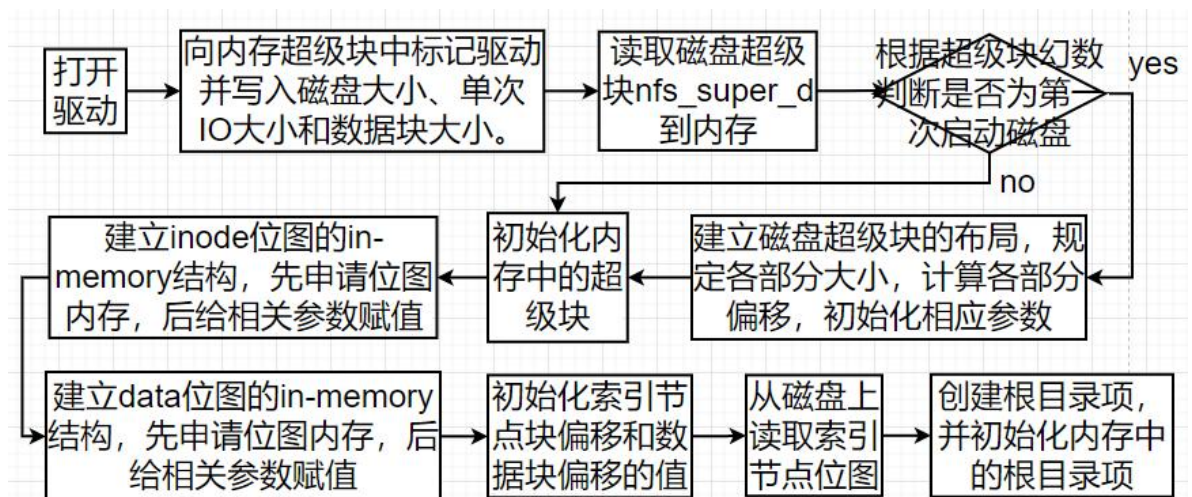 打开
驱动
向内存超级块中标记驱动
并写入磁盘大小、单次
IO大小和数据块大小。
读取磁盘超级
块nfs_super_d
到内存
根据超级块幻数
判断是否为第一
次启动磁盘
yes
no
建立inode位图的in-
memory结构，先申请位图
内存，后给相关参数赋值
初始化内
存中的超
级块
建立磁盘超级块的布局，规
定各部分大小，计算各部分
偏移，初始化相应参数
建立data位图的in-memory
结构，先申请位图内存，后
给相关参数赋值
初始化索引节
点块偏移和数
据块偏移的值
从磁盘上
读取索引
节点位图
创建根目录项，
并初始化内存中
的根目录项